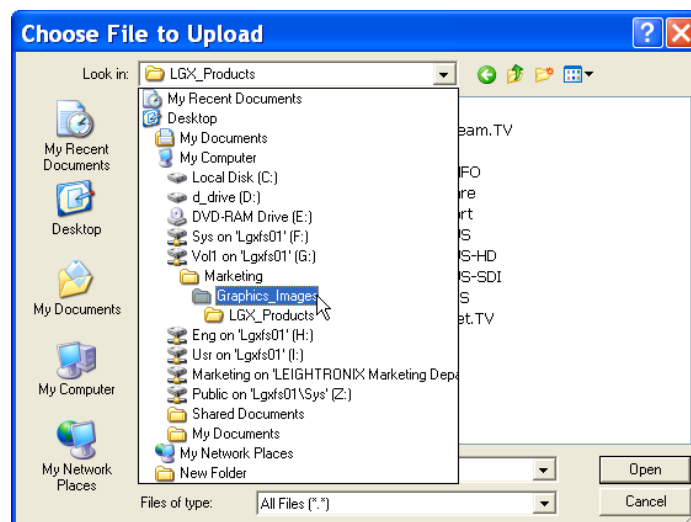 Choose File to Upload
Look in: LGX_Products
My Recent Documents
Desktop
My Documents
My Computer
Local Disk (C:)
d_drive (D:)
DVD-RAM Drive (E:)
Sys on 'Lgxfs01' (F:)
Vol1 on 'Lgxfs01' (G:)
Marketing
Graphics_Images
LGX_Products
Eng on 'Lgxfs01' (H:)
Usr on 'Lgxfs01' (I:)
Marketing on 'LEIGHTRONIX Marketing Depa
Public on 'Lgxfs01\Sys' (Z:)
Shared Documents
My Documents
My Network Places
New Folder
eam.TV
FO
re
rt
S
S-HD
S-SDI
S
et.TV
My Recent
Documents
Desktop
My Documents
My Computer
My Network
Places
Open
Files of type: All Files (*.*)
Cancel